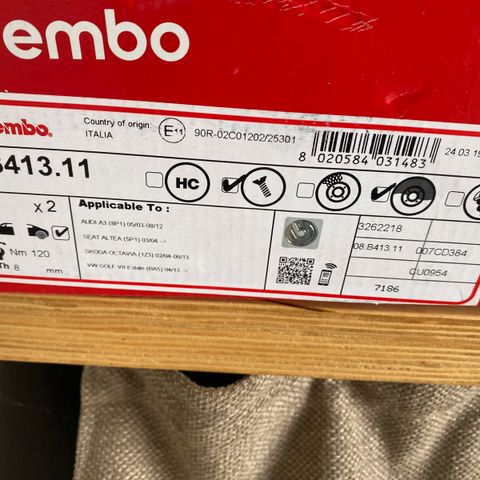 embo
embo.
Country of origin:
ITALIA
E11
90R-02C01202/25301
8 020584 031483
24.03.19
B413.11
HC
x 2
Applicable To :
AUDI A3 (8P1) 05/03-08/12
SEAT ALTEA (5P1) 03/04 ->
SKODA OCTAVIA (1Z3) 02/04-06/13
VW GOLF VII Estate (BA5) 04/13 ->
Nm 120
Th 8 mm
3262218
08.B413.11 007CD384
CU0954
7186